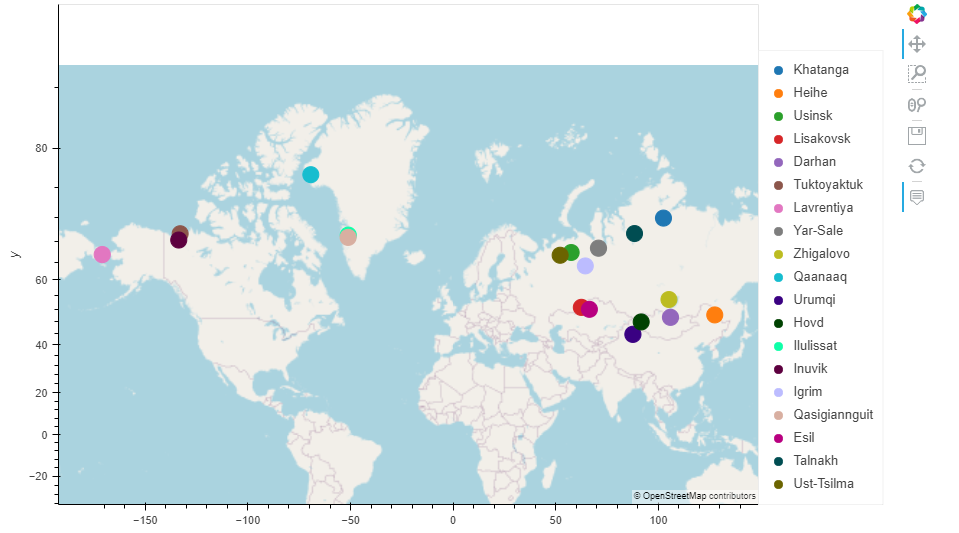 Khatanga
Heihe
Usinsk
Lisakovsk
Darhan
Tuktoyaktuk
Lavrentiya
Yar-Sale
Zhigalovo
Qaanaaq
Urumqi
Hovd
Ilulissat
Inuvik
Igrim
Qasigiannguit
Esil
Talnakh
Ust-Tsilma
y
80
60
40
20
0
−20
© OpenStreetMap contributors
−150
−100
−50
0
50
100